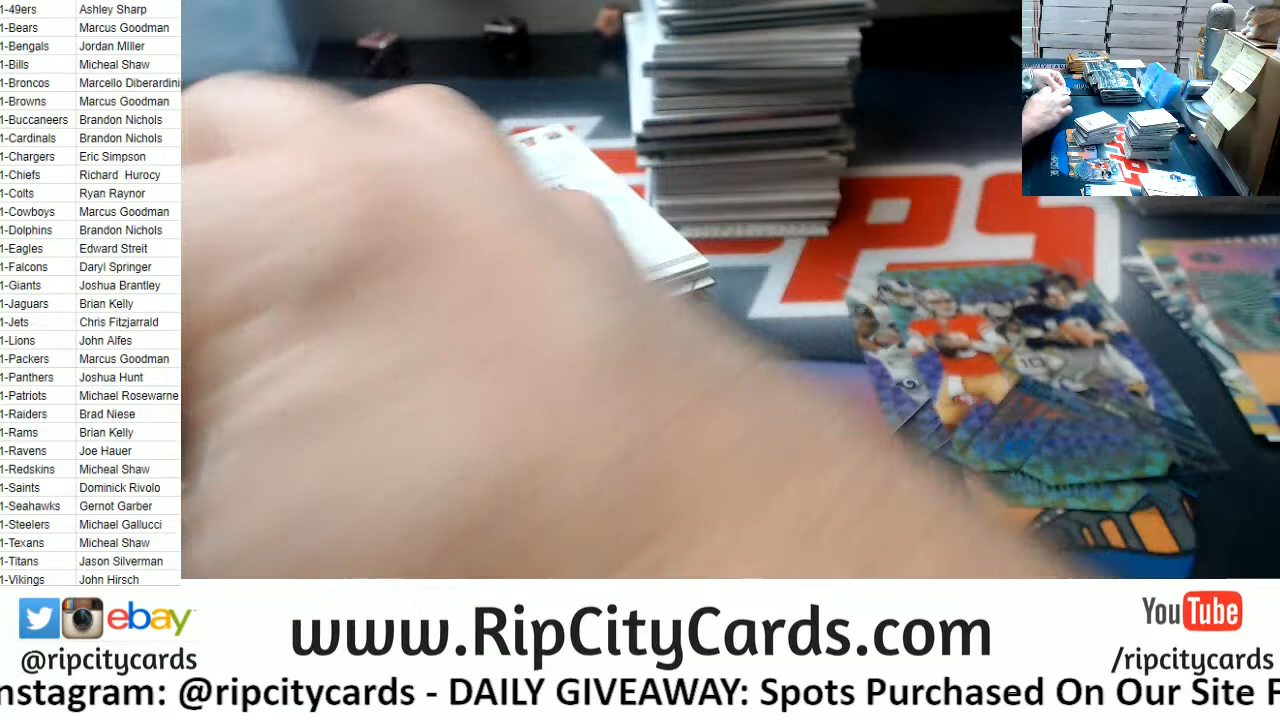 1-49ers Ashley Sharp
1-Bears Marcus Goodman
1-Bengals Jordan Miller
1-Bills Micheal Shaw
1-Broncos Marcello Diberardini
1-Browns Marcus Goodman
1-Buccaneers Brandon Nichols
1-Cardinals Brandon Nichols
1-Chargers Eric Simpson
1-Chiefs Richard Hurocy
1-Colts Ryan Raynor
1-Cowboys Marcus Goodman
1-Dolphins Brandon Nichols
1-Eagles Edward Streit
1-Falcons Daryl Springer
1-Giants Joshua Brantley
1-Jaguars Brian Kelly
1-Jets Chris Fitzjarrald
1-Lions John Alfes
1-Packers Marcus Goodman
1-Panthers Joshua Hunt
1-Patriots Michael Rosewarne
1-Raiders Brad Niese
1-Rams Brian Kelly
1-Ravens Joe Hauer
1-Redskins Micheal Shaw
1-Saints Dominick Rivolo
1-Seahawks Gernot Garber
1-Steelers Michael Gallucci
1-Texans Micheal Shaw
1-Titans Jason Silverman
1-Vikings John Hirsch
ebay
@ripcitycards
www.RipCityCards.com
YouTube
/ripcitycards
nstagram: @ripcitycards - DAILY GIVEAWAY: Spots Purchased On Our Site F